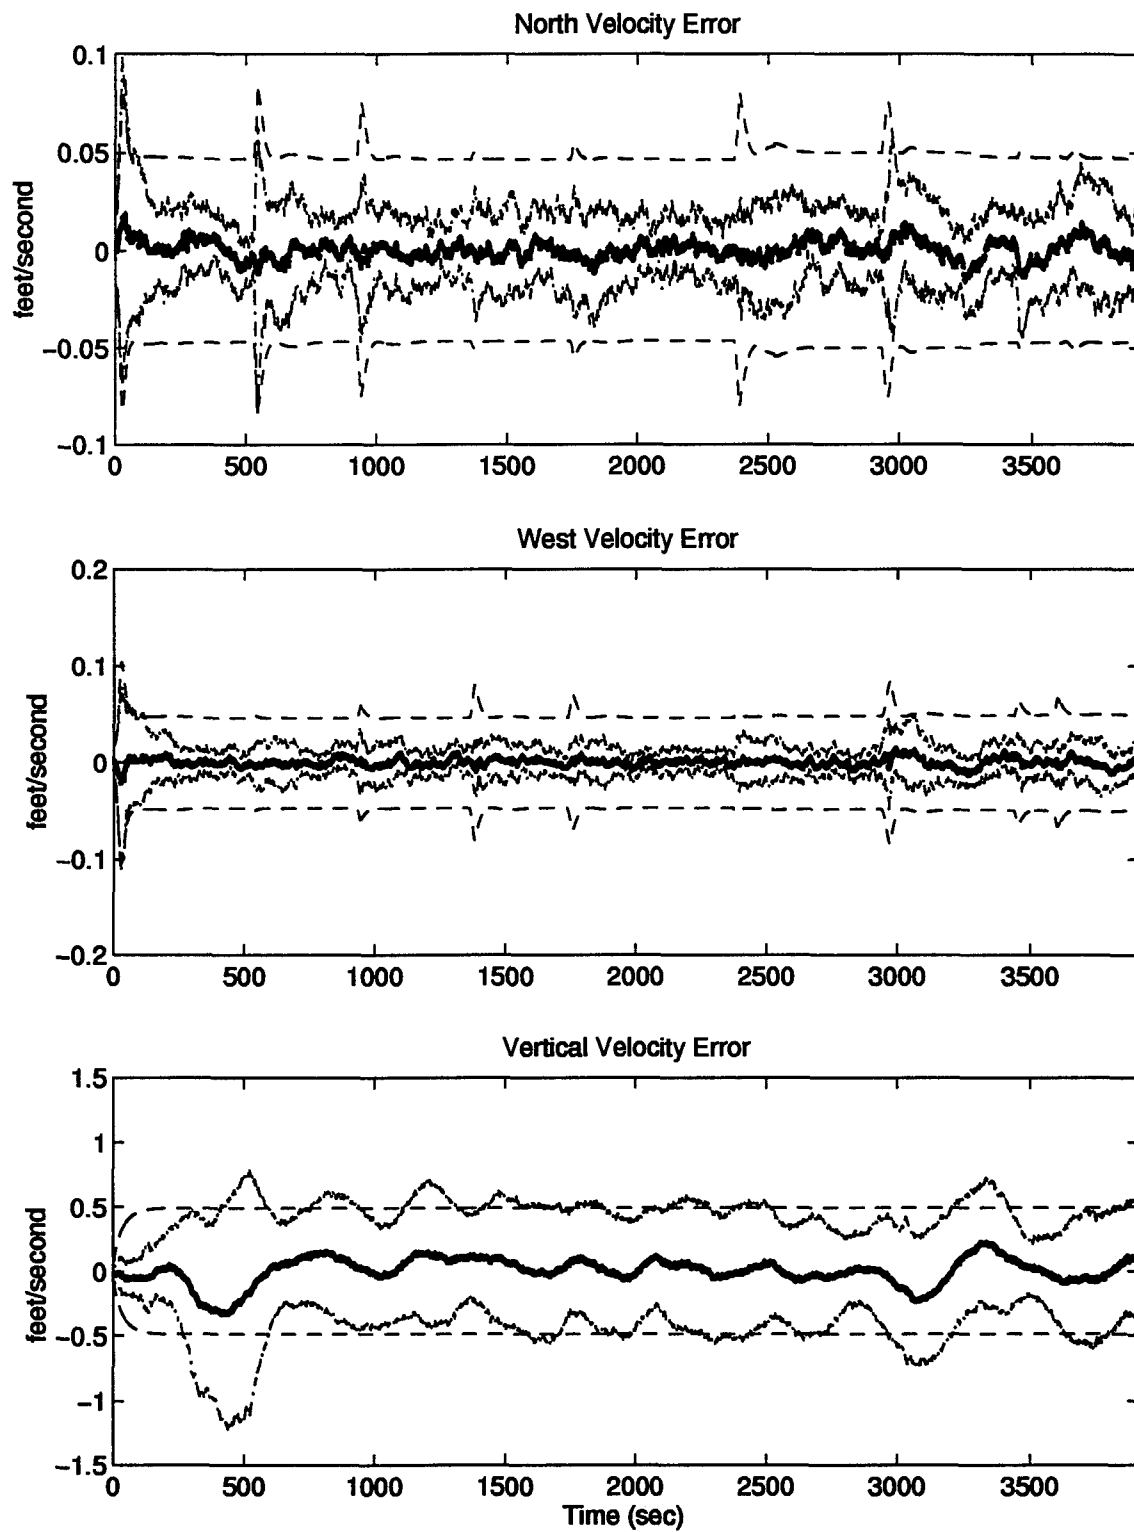 North Velocity Error
0.1
0.05
0
−0.05
−0.1
feet/second
0 500 1000 1500 2000 2500 3000 3500
West Velocity Error
0.2
0.1
0
−0.1
−0.2
feet/second
0 500 1000 1500 2000 2500 3000 3500
Vertical Velocity Error
1.5
1
0.5
0
−0.5
−1
−1.5
feet/second
0 500 1000 1500 2000 2500 3000 3500
Time (sec)